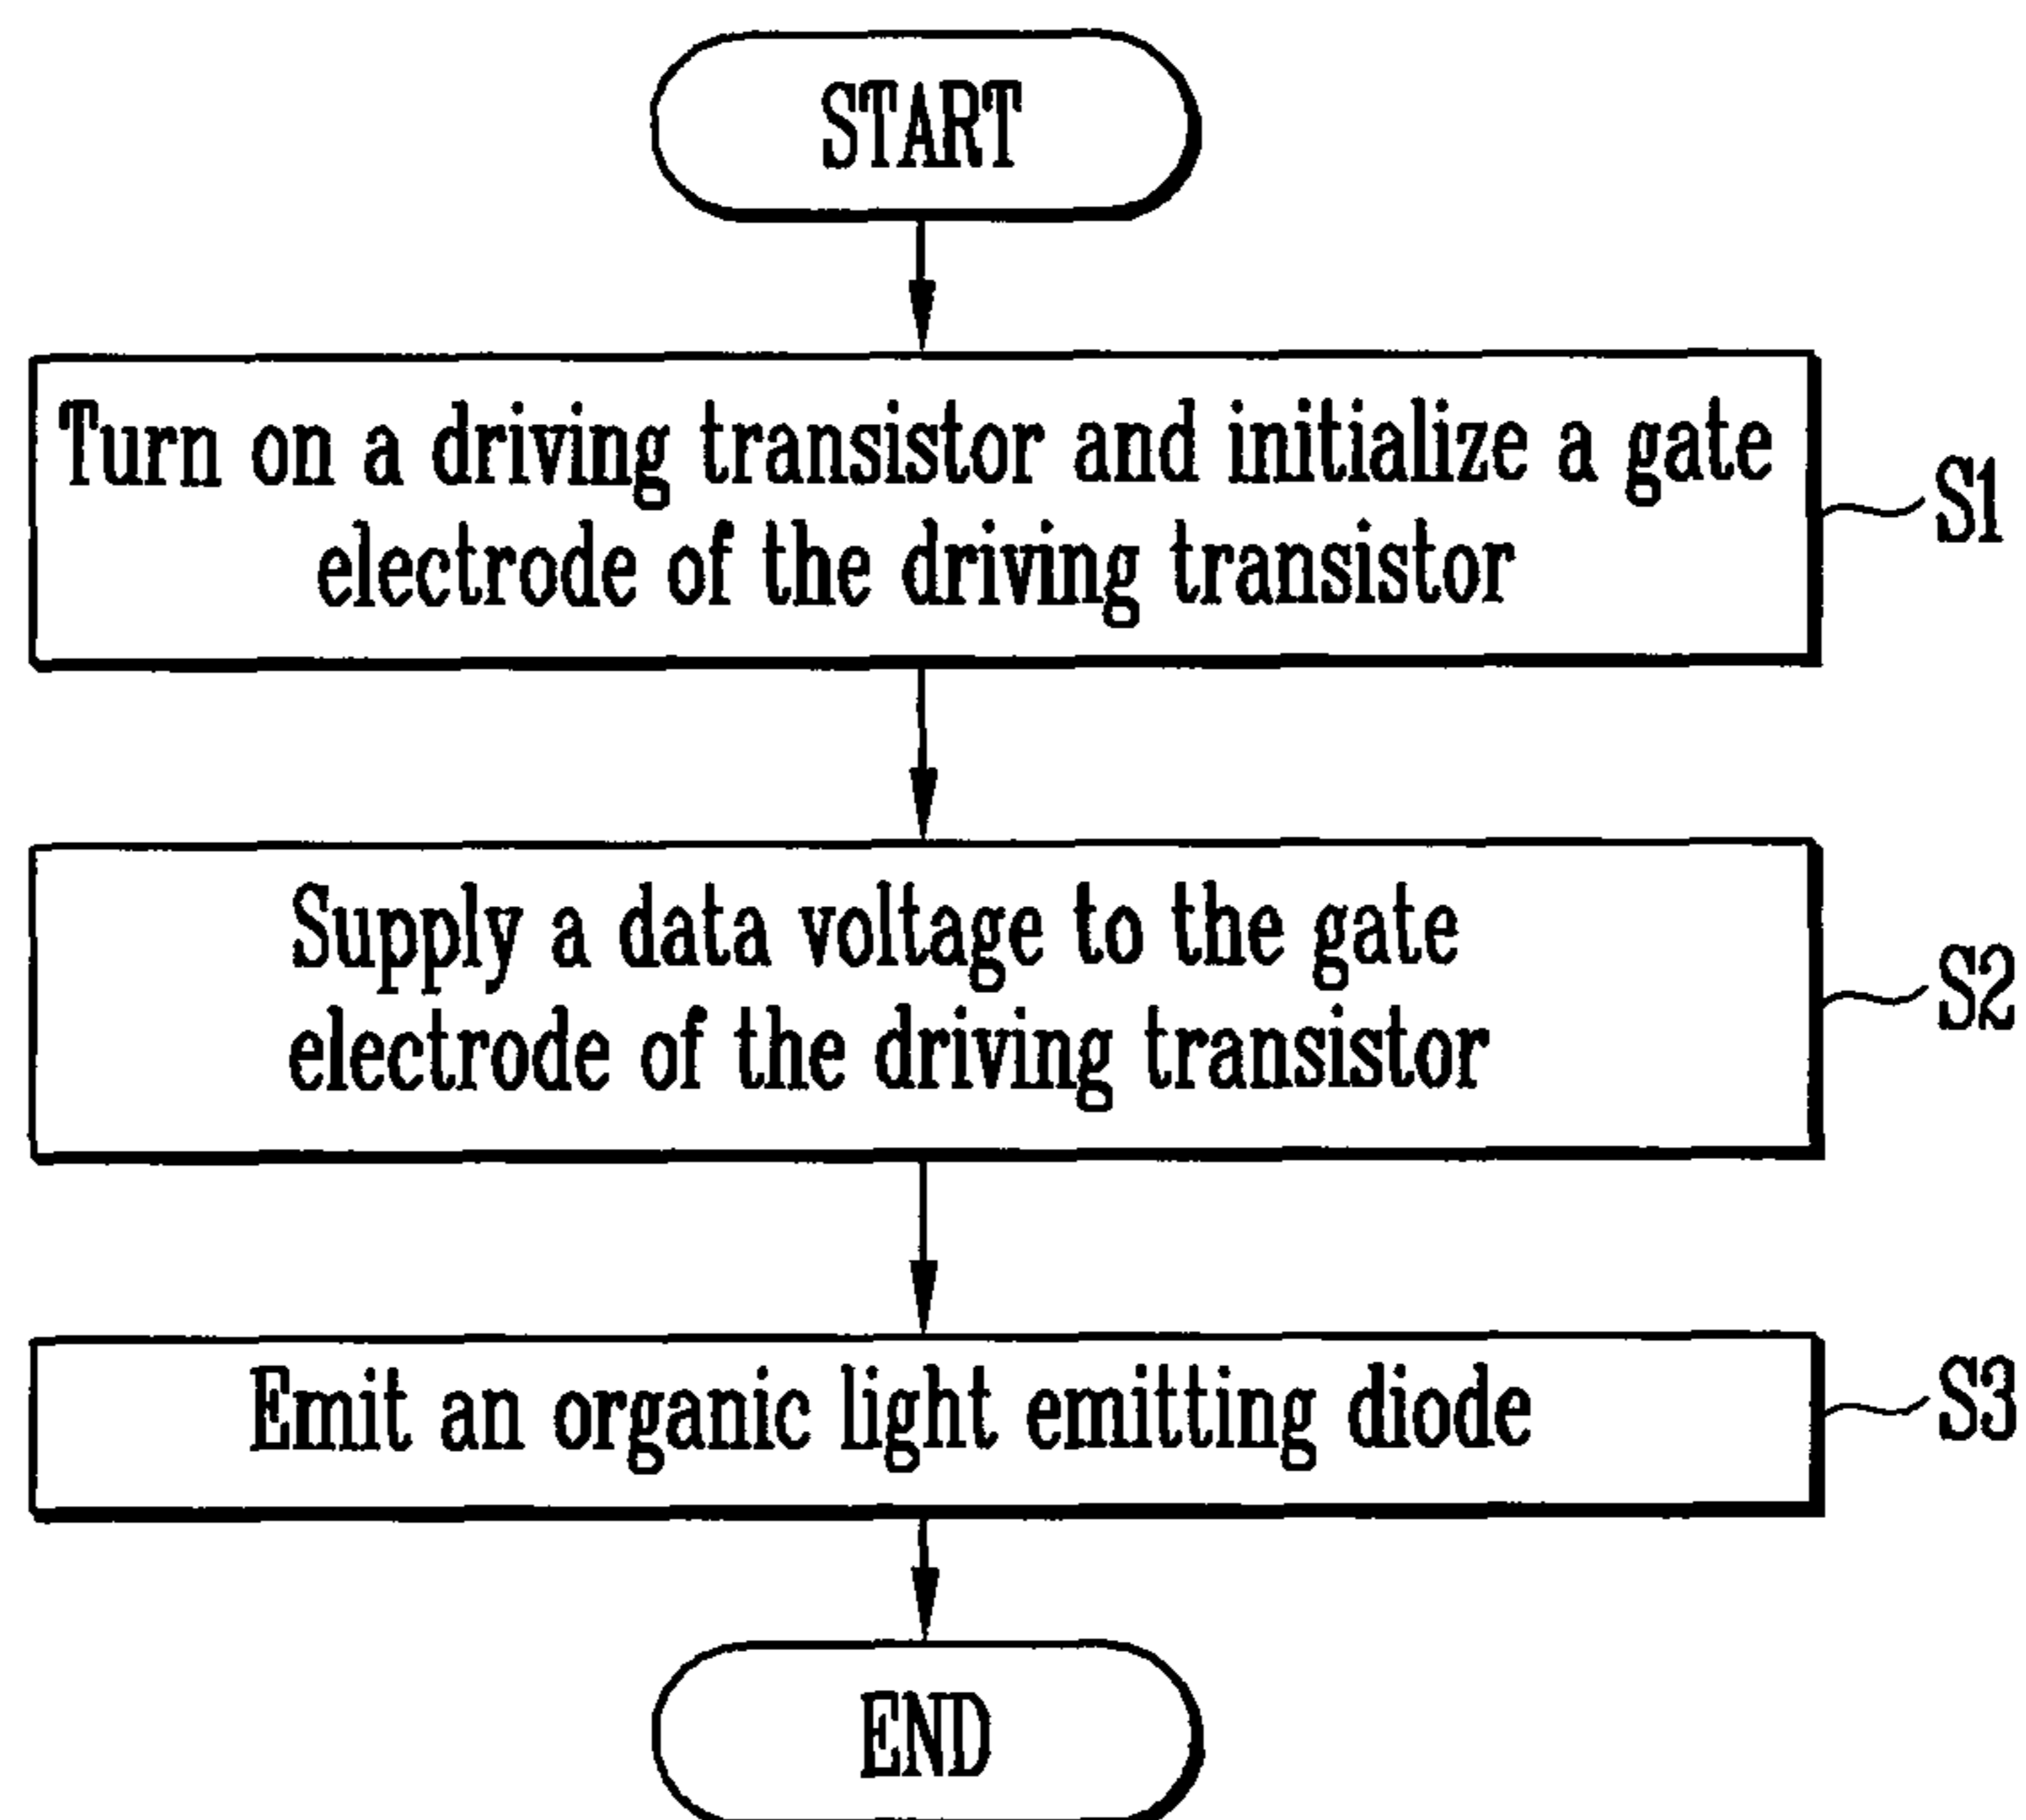 START
Turn on a driving transistor and initialize a gate
electrode of the driving transistor
S1
Supply a data voltage to the gate
electrode of the driving transistor
S2
Emit an organic light emitting diode
S3
END